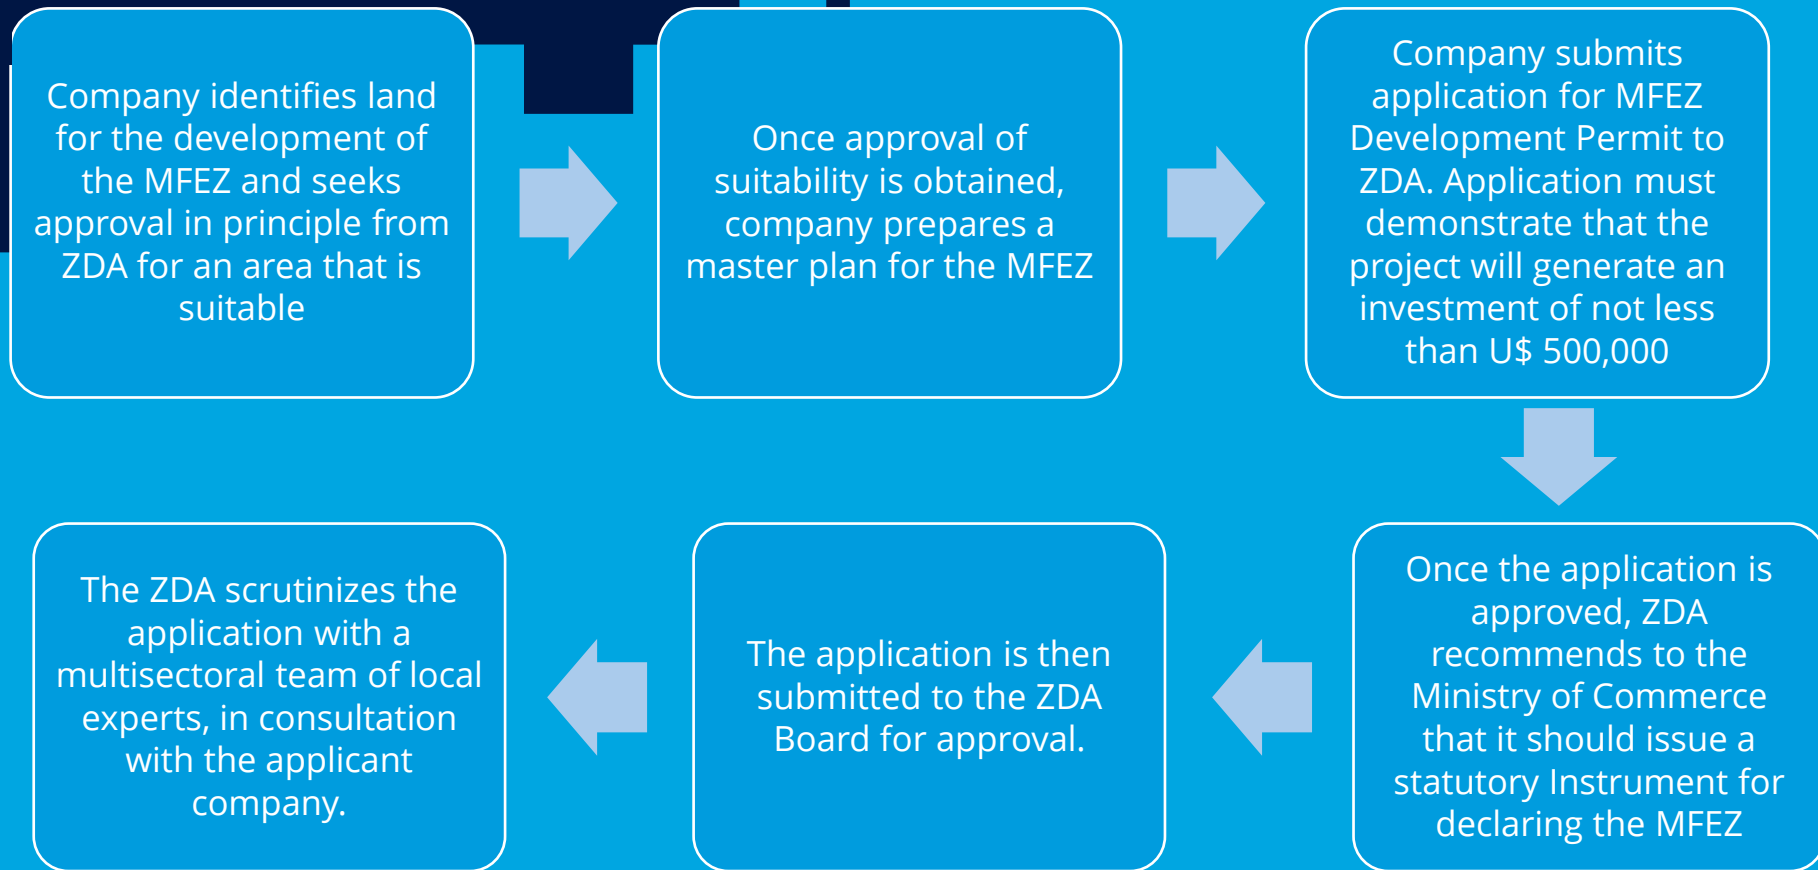 Company identifies land
for the development of
the MFEZ and seeks
approval in principle from
ZDA for an area that is
suitable
Once approval of
suitability is obtained,
company prepares a
master plan for the MFEZ
Company submits
application for MFEZ
Development Permit to
ZDA. Application must
demonstrate that the
project will generate an
investment of not less
than U$ 500,000
Once the application is
approved, ZDA
recommends to the
Ministry of Commerce
that it should issue a
statutory Instrument for
declaring the MFEZ
The application is then
submitted to the ZDA
Board for approval.
The ZDA scrutinizes the
application with a
multisectoral team of local
experts, in consultation
with the applicant
company.